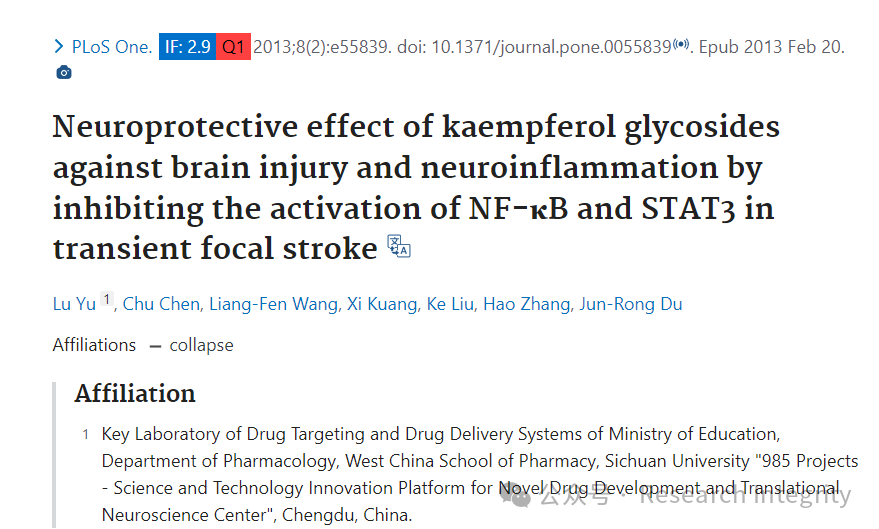 PLoS One. IF: 2.9 Q1 2013;8(2):e55839. doi: 10.1371/journal.pone.0055839. Epub 2013 Feb 20.
Neuroprotective effect of kaempferol glycosides
against brain injury and neuroinflammation by
inhibiting the activation of NF-κB and STAT3 in
transient focal stroke
Lu Yu 1, Chu Chen, Liang-Fen Wang, Xi Kuang, Ke Liu, Hao Zhang, Jun-Rong Du
Affiliations — collapse
Affiliation
1 Key Laboratory of Drug Targeting and Drug Delivery Systems of Ministry of Education,
Department of Pharmacology, West China School of Pharmacy, Sichuan University "985 Projects
- Science and Technology Innovation Platform for Novel Drug Development and Translational
Neuroscience Center", Chengdu, China.
公众号 · Research Integrity